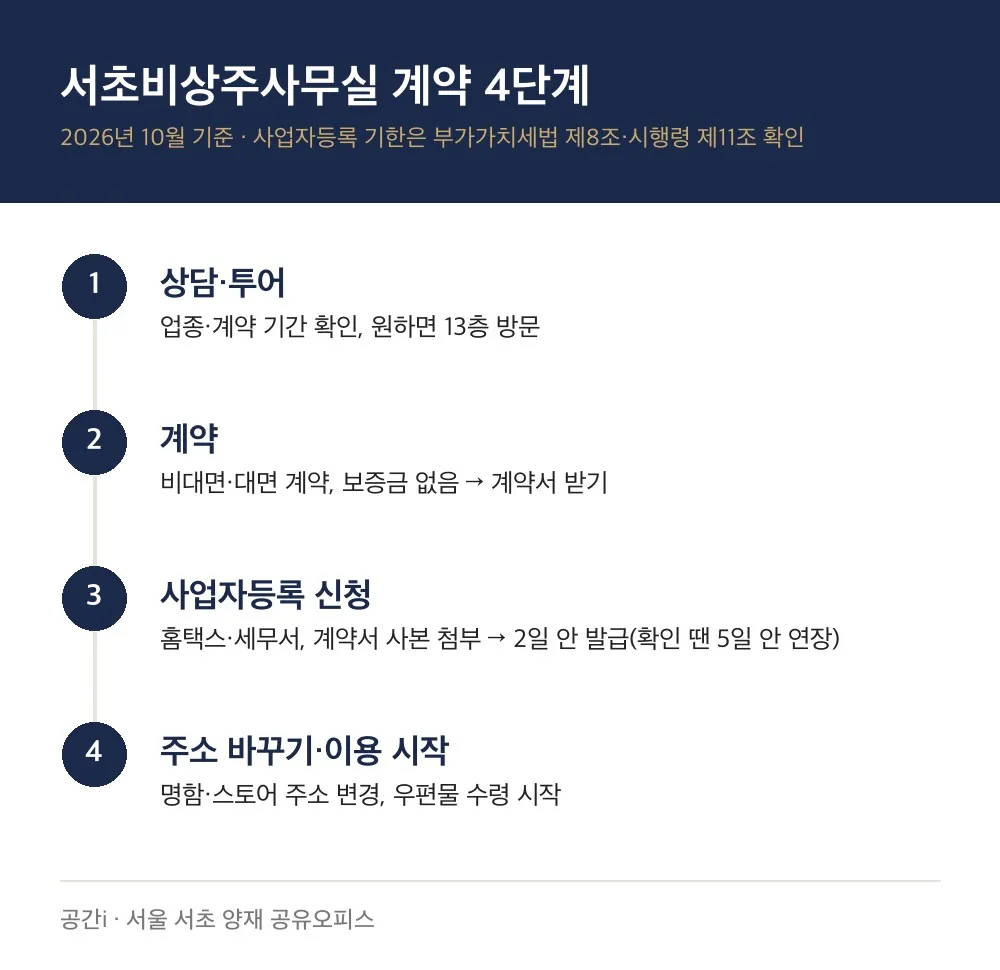 서초비상주사무실 계약 4단계
2026년 10월 기준 · 사업자등록 기한은 부가가치세법 제8조·시행령 제11조 확인
1
상담·투어
업종·계약 기간 확인, 원하면 13층 방문
2
계약
비대면·대면 계약, 보증금 없음 → 계약서 받기
3
사업자등록 신청
홈택스·세무서, 계약서 사본 첨부 → 2일 안 발급(확인 땐 5일 안 연장)
4
주소 바꾸기·이용 시작
명함·스토어 주소 변경, 우편물 수령 시작
공간i · 서울 서초 양재 공유오피스